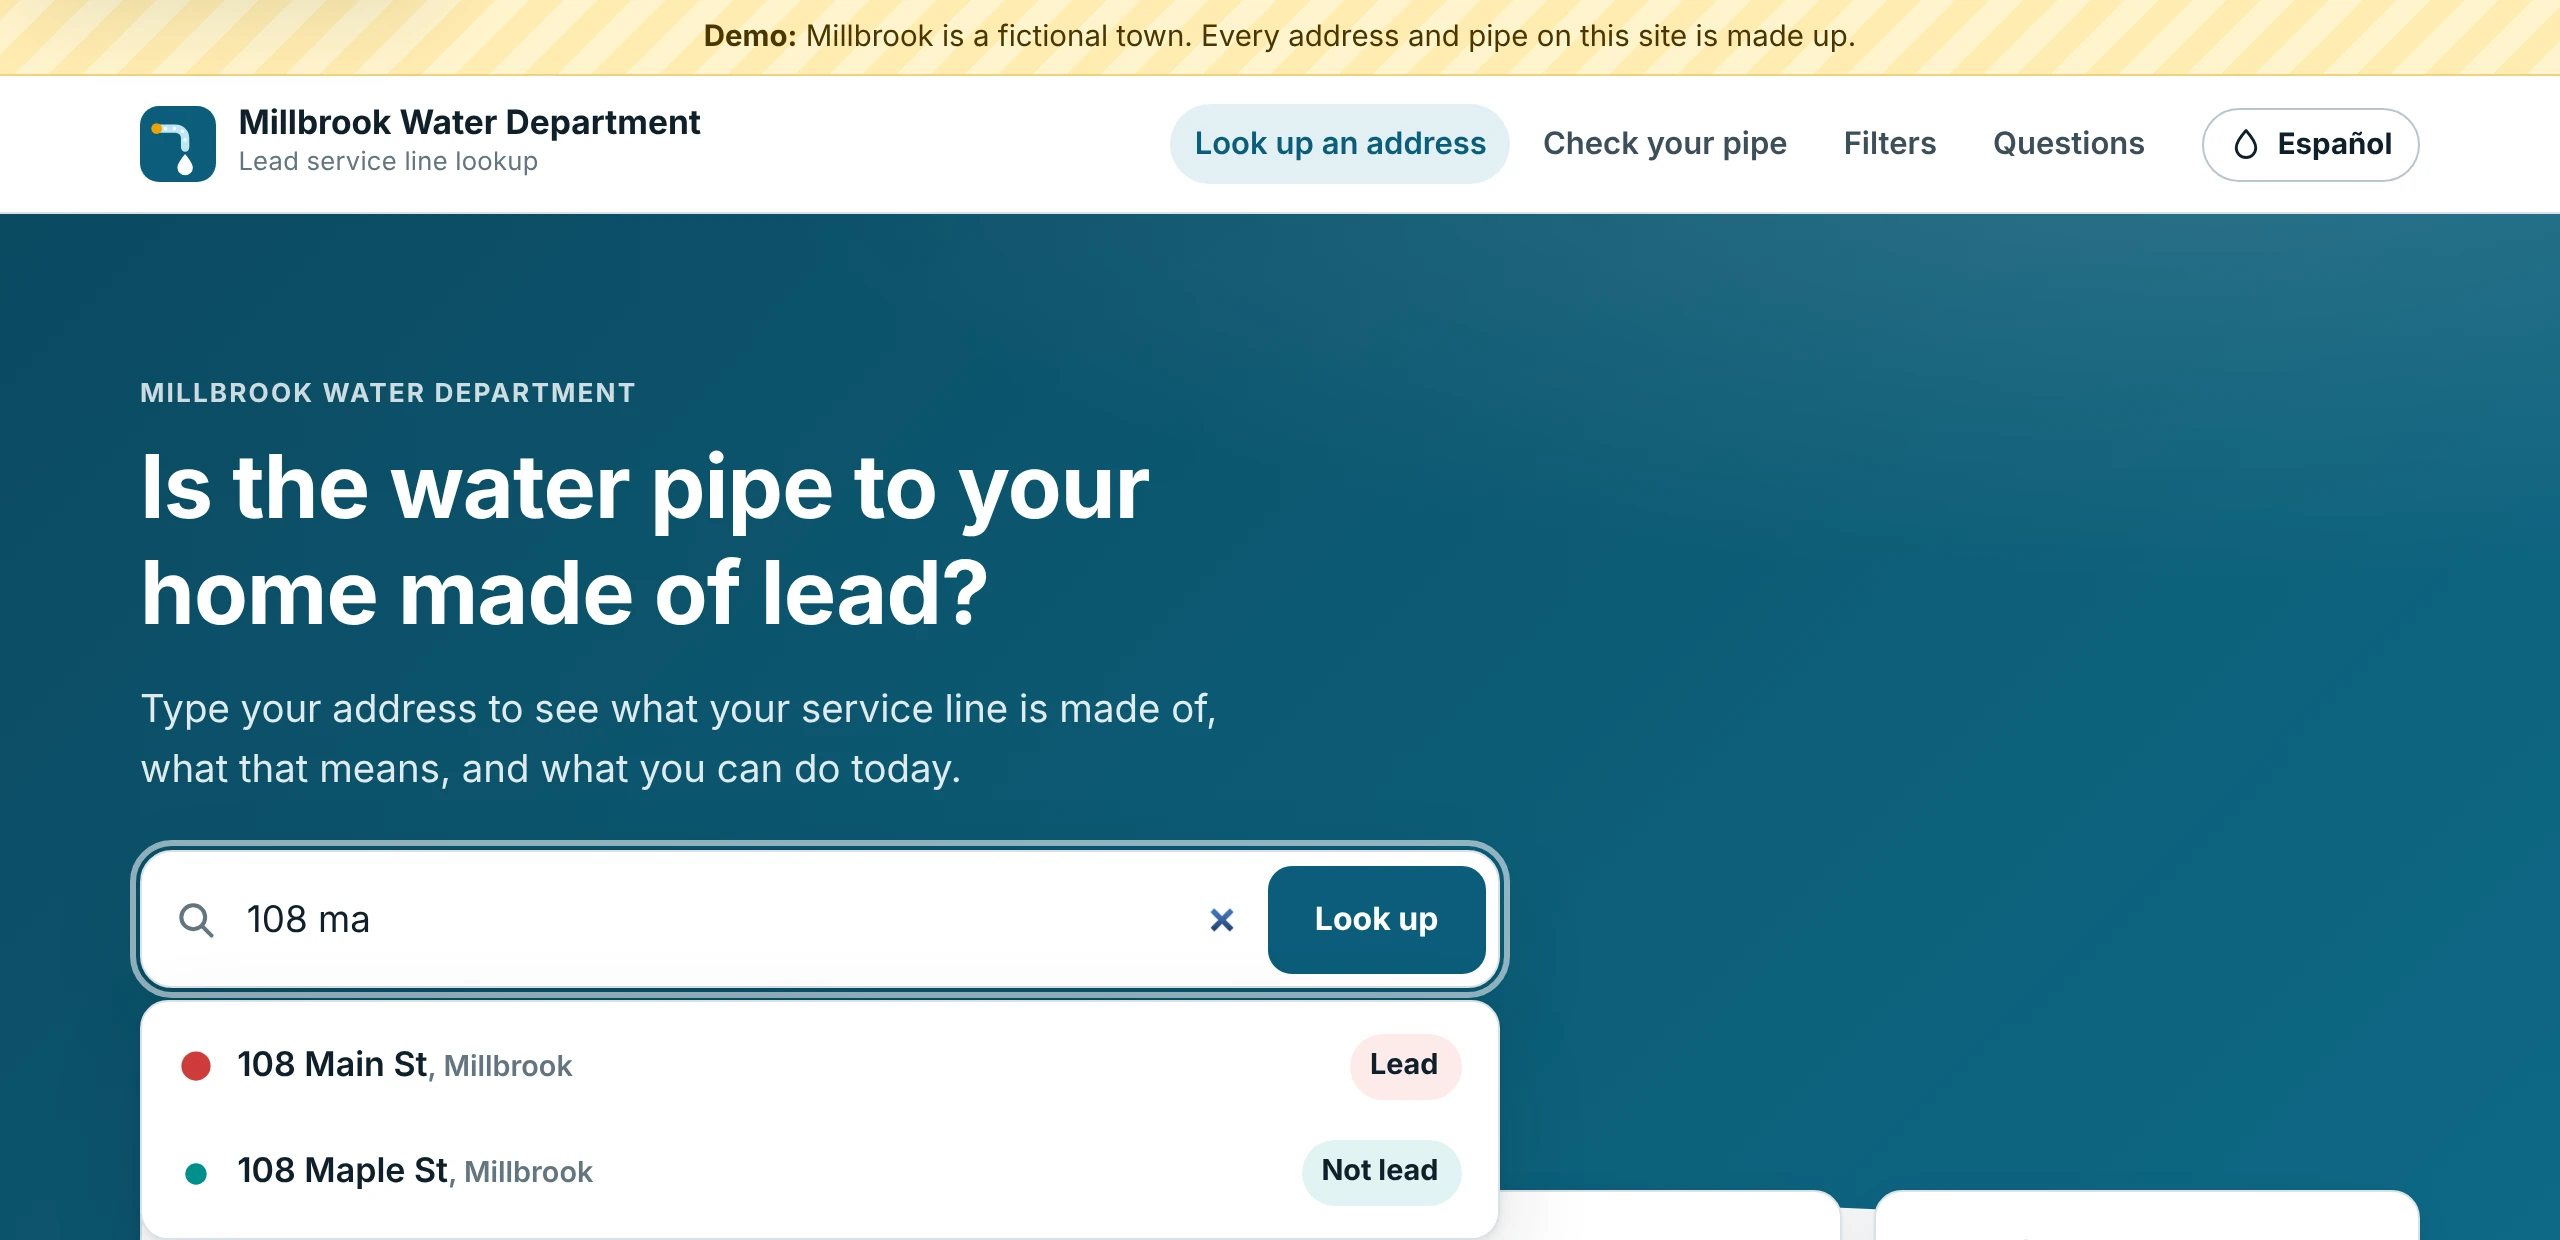 Demo: Millbrook is a fictional town. Every address and pipe on this site is made up.
Millbrook Water Department
Lead service line lookup
Look up an address
Check your pipe
Filters
Questions
Español
MILLBROOK WATER DEPARTMENT
Is the water pipe to your
home made of lead?
Type your address to see what your service line is made of,
what that means, and what you can do today.
108 ma
Look up
108 Main St, Millbrook
Lead
108 Maple St, Millbrook
Not lead